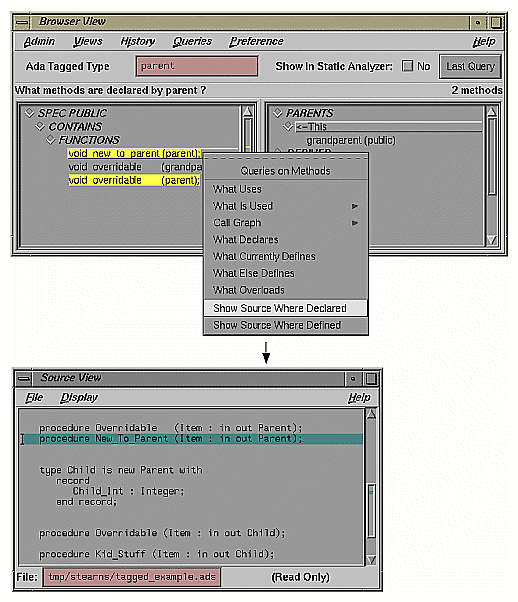 Browser View
Admin Views History Queries Preference Help
Ada Tagged Type parent Show In Static Analyzer: No Last Query
What methods are declared by parent ? 2 methods
SPEC PUBLIC
CONTAINS
FUNCTIONS
void new_to_parent (parent);
void overridable (grandpa
void overridable (parent);
PARENTS
<--This
grandparent (public)
DERIVED
Queries on Methods
What Uses
What Is Used
Call Graph
What Declares
What Currently Defines
What Else Defines
What Overloads
Show Source Where Declared
Show Source Where Defined
Source View
File Display Help
procedure Overridable (Item : in out Parent);
procedure New_To_Parent (Item : in out Parent);
type Child is new Parent with
record
Child_Int : Integer;
end record;
procedure Overridable (Item : in out Child);
procedure Kid_Stuff (Item : in out Child);
File: tmp/stearns/tagged_example.ads (Read Only)